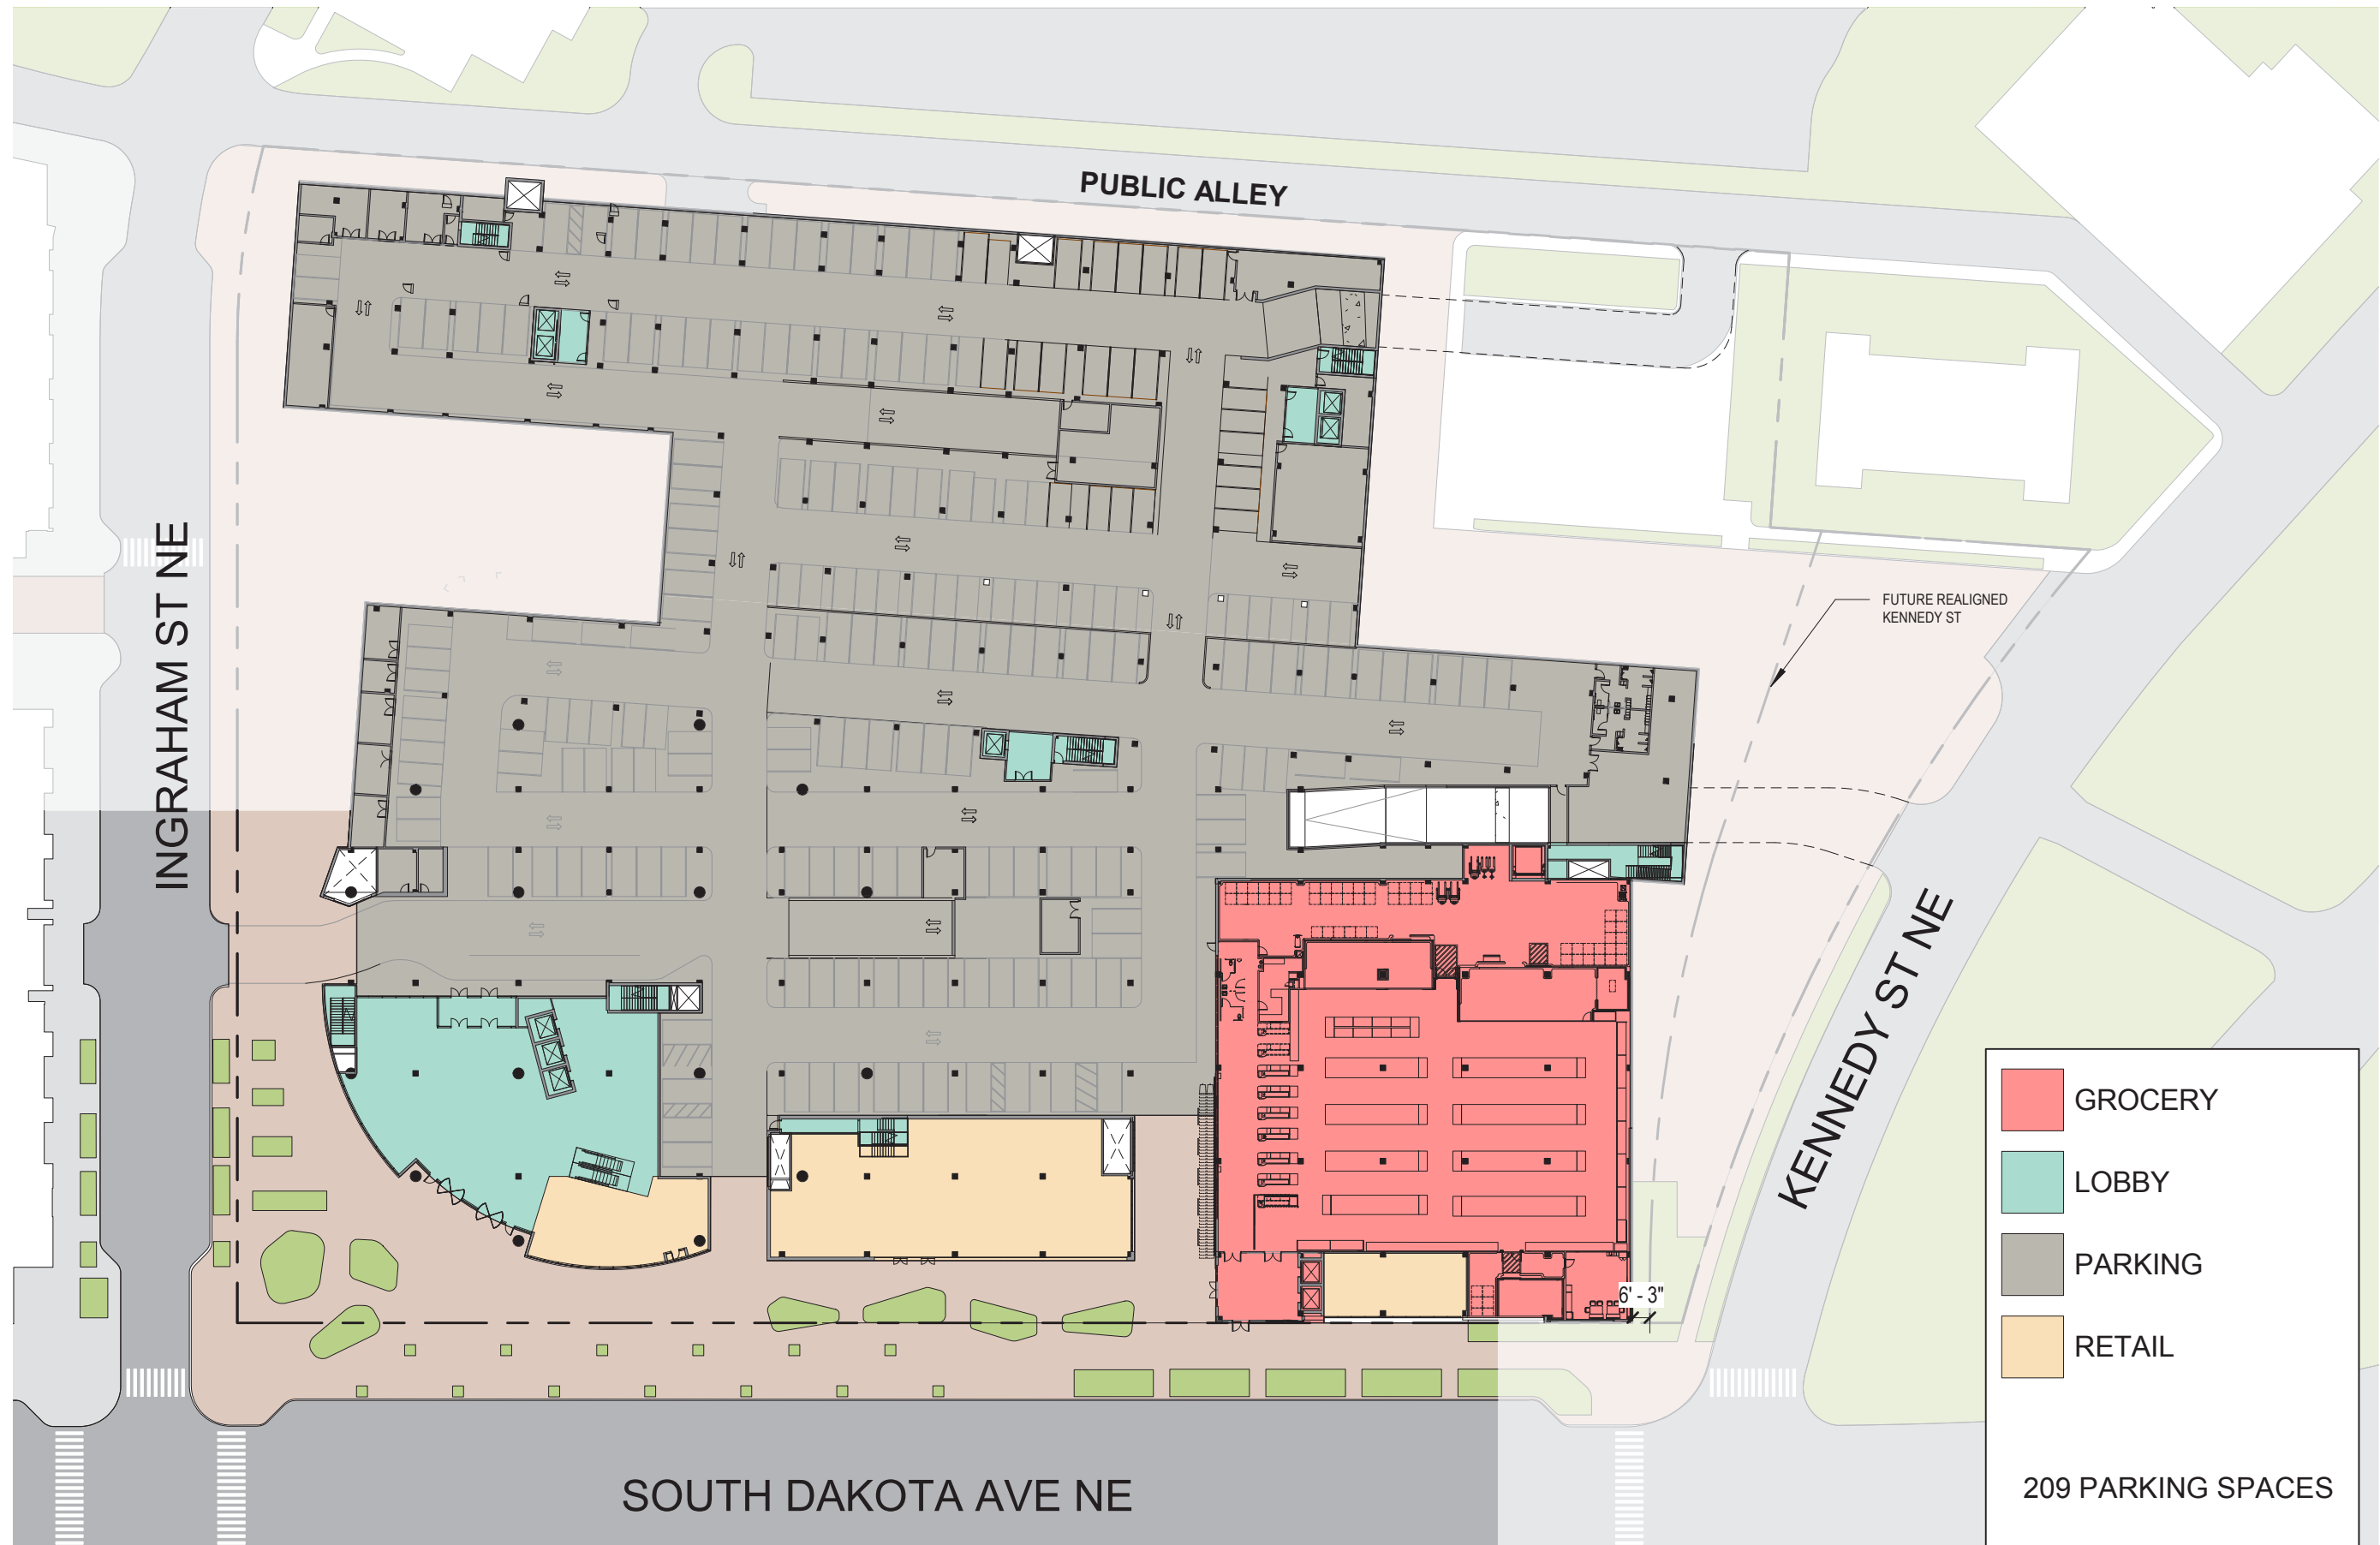 PUBLIC ALLEY
INGRAHAM ST NE
FUTURE REALIGNED
KENNEDY ST
KENNEDY ST NE
6' - 3"
SOUTH DAKOTA AVE NE
GROCERY
LOBBY
PARKING
RETAIL
209 PARKING SPACES